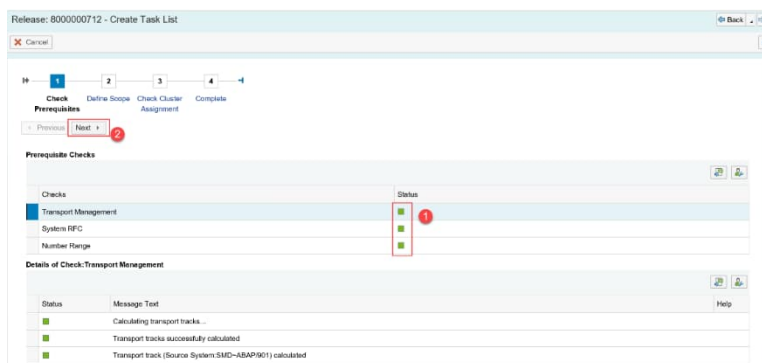 Release: 8000000712 - Create Task List
Back
Cancel
1 2 3 4
Check Prerequisites
Define Scope
Check Cluster Assignment
Complete
Previous Next
2
Prerequisite Checks
Checks Status
Transport Management
1
System RFC
Number Range
Details of Check:Transport Management
Status Message Text Help
Calculating transport tracks...
Transport tracks successfully calculated
Transport track (Source System:SMD~ABAP/901) calculated